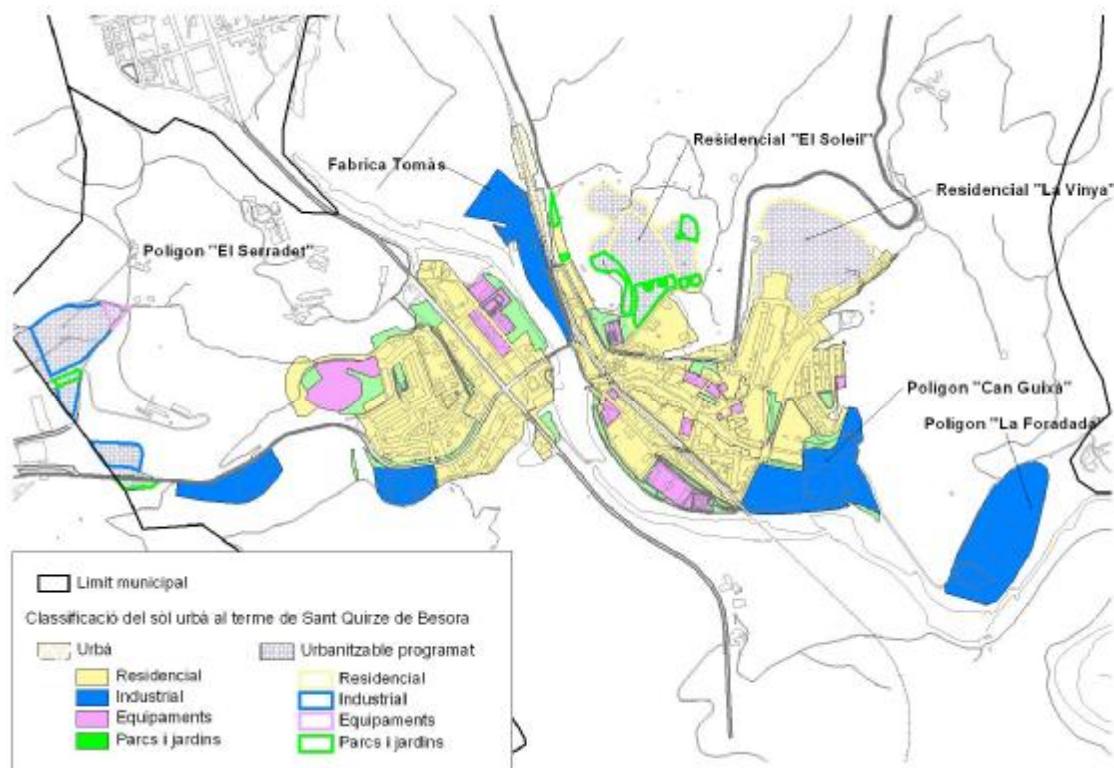 Residencial "El Soleil"
Fabrica Tomàs
Residencial "La Vinya"
Poligon "El Serradet"
Poligon "Can Guixà"
Poligon "La Foradada"
Limit municipal
Classificació del sòl urbà al terme de Sant Quirze de Besora
Urbà
Urbanitzable programat
Residencial
Residencial
Industrial
Industrial
Equipaments
Equipaments
Parcs i jardins
Parcs i jardins